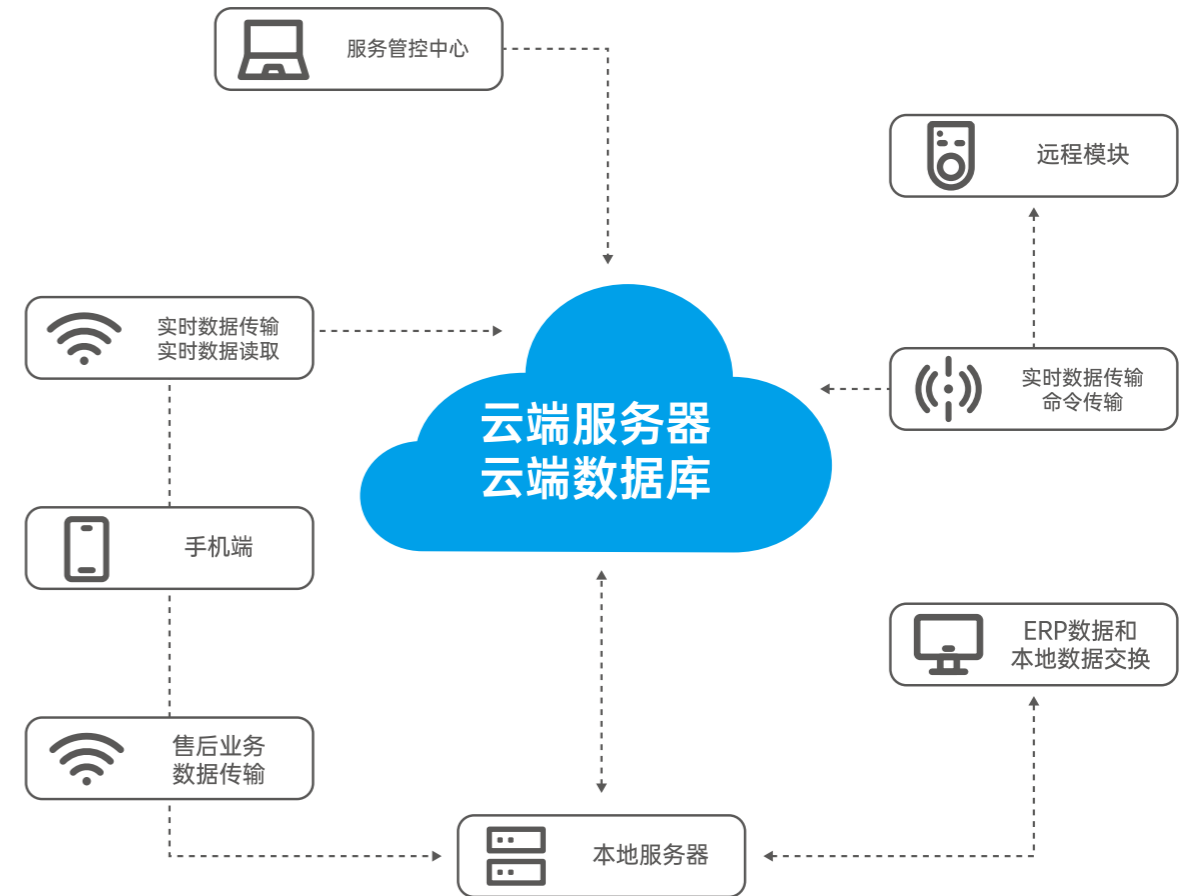 服务管控中心
远程模块
实时数据传输
实时数据读取
实时数据传输
命令传输
云端服务器
云端数据库
手机端
ERP数据和
本地数据交换
售后业务
数据传输
本地服务器